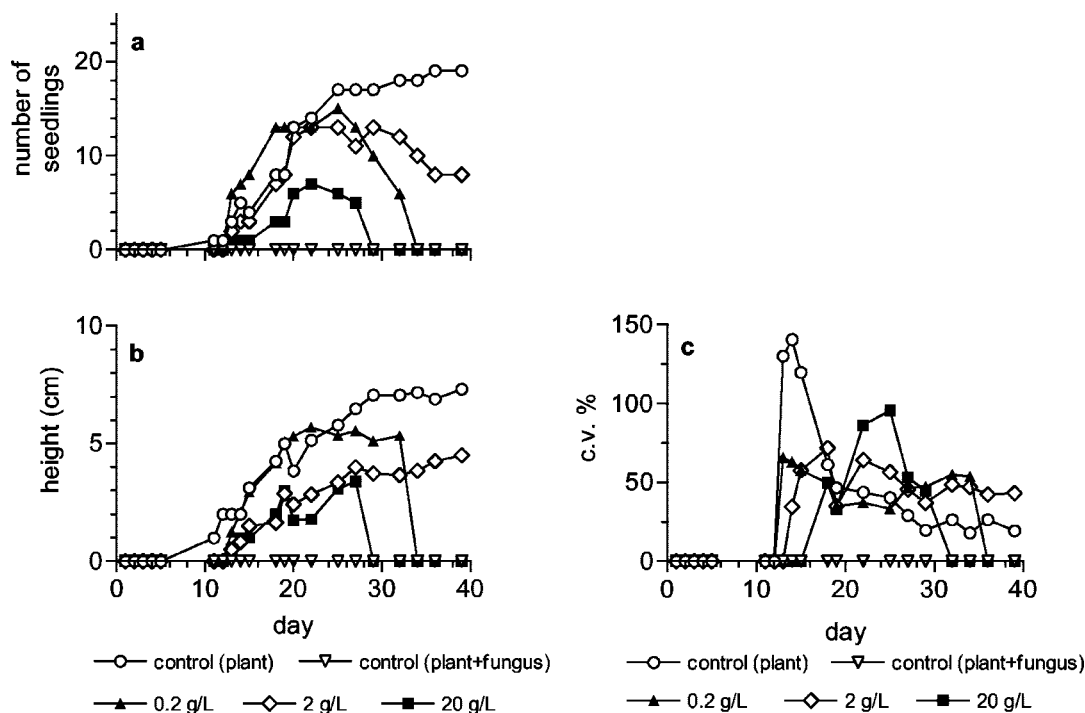 a
number of
seedlings
20
10
0
b
height (cm)
10
5
0
0 10 20 30 40
day
c
c.v. %
150
100
50
0
0 10 20 30 40
day
control (plant) control (plant+fungus)
0.2 g/L 2 g/L 20 g/L
control (plant) control (plant+fungus)
0.2 g/L 2 g/L 20 g/L